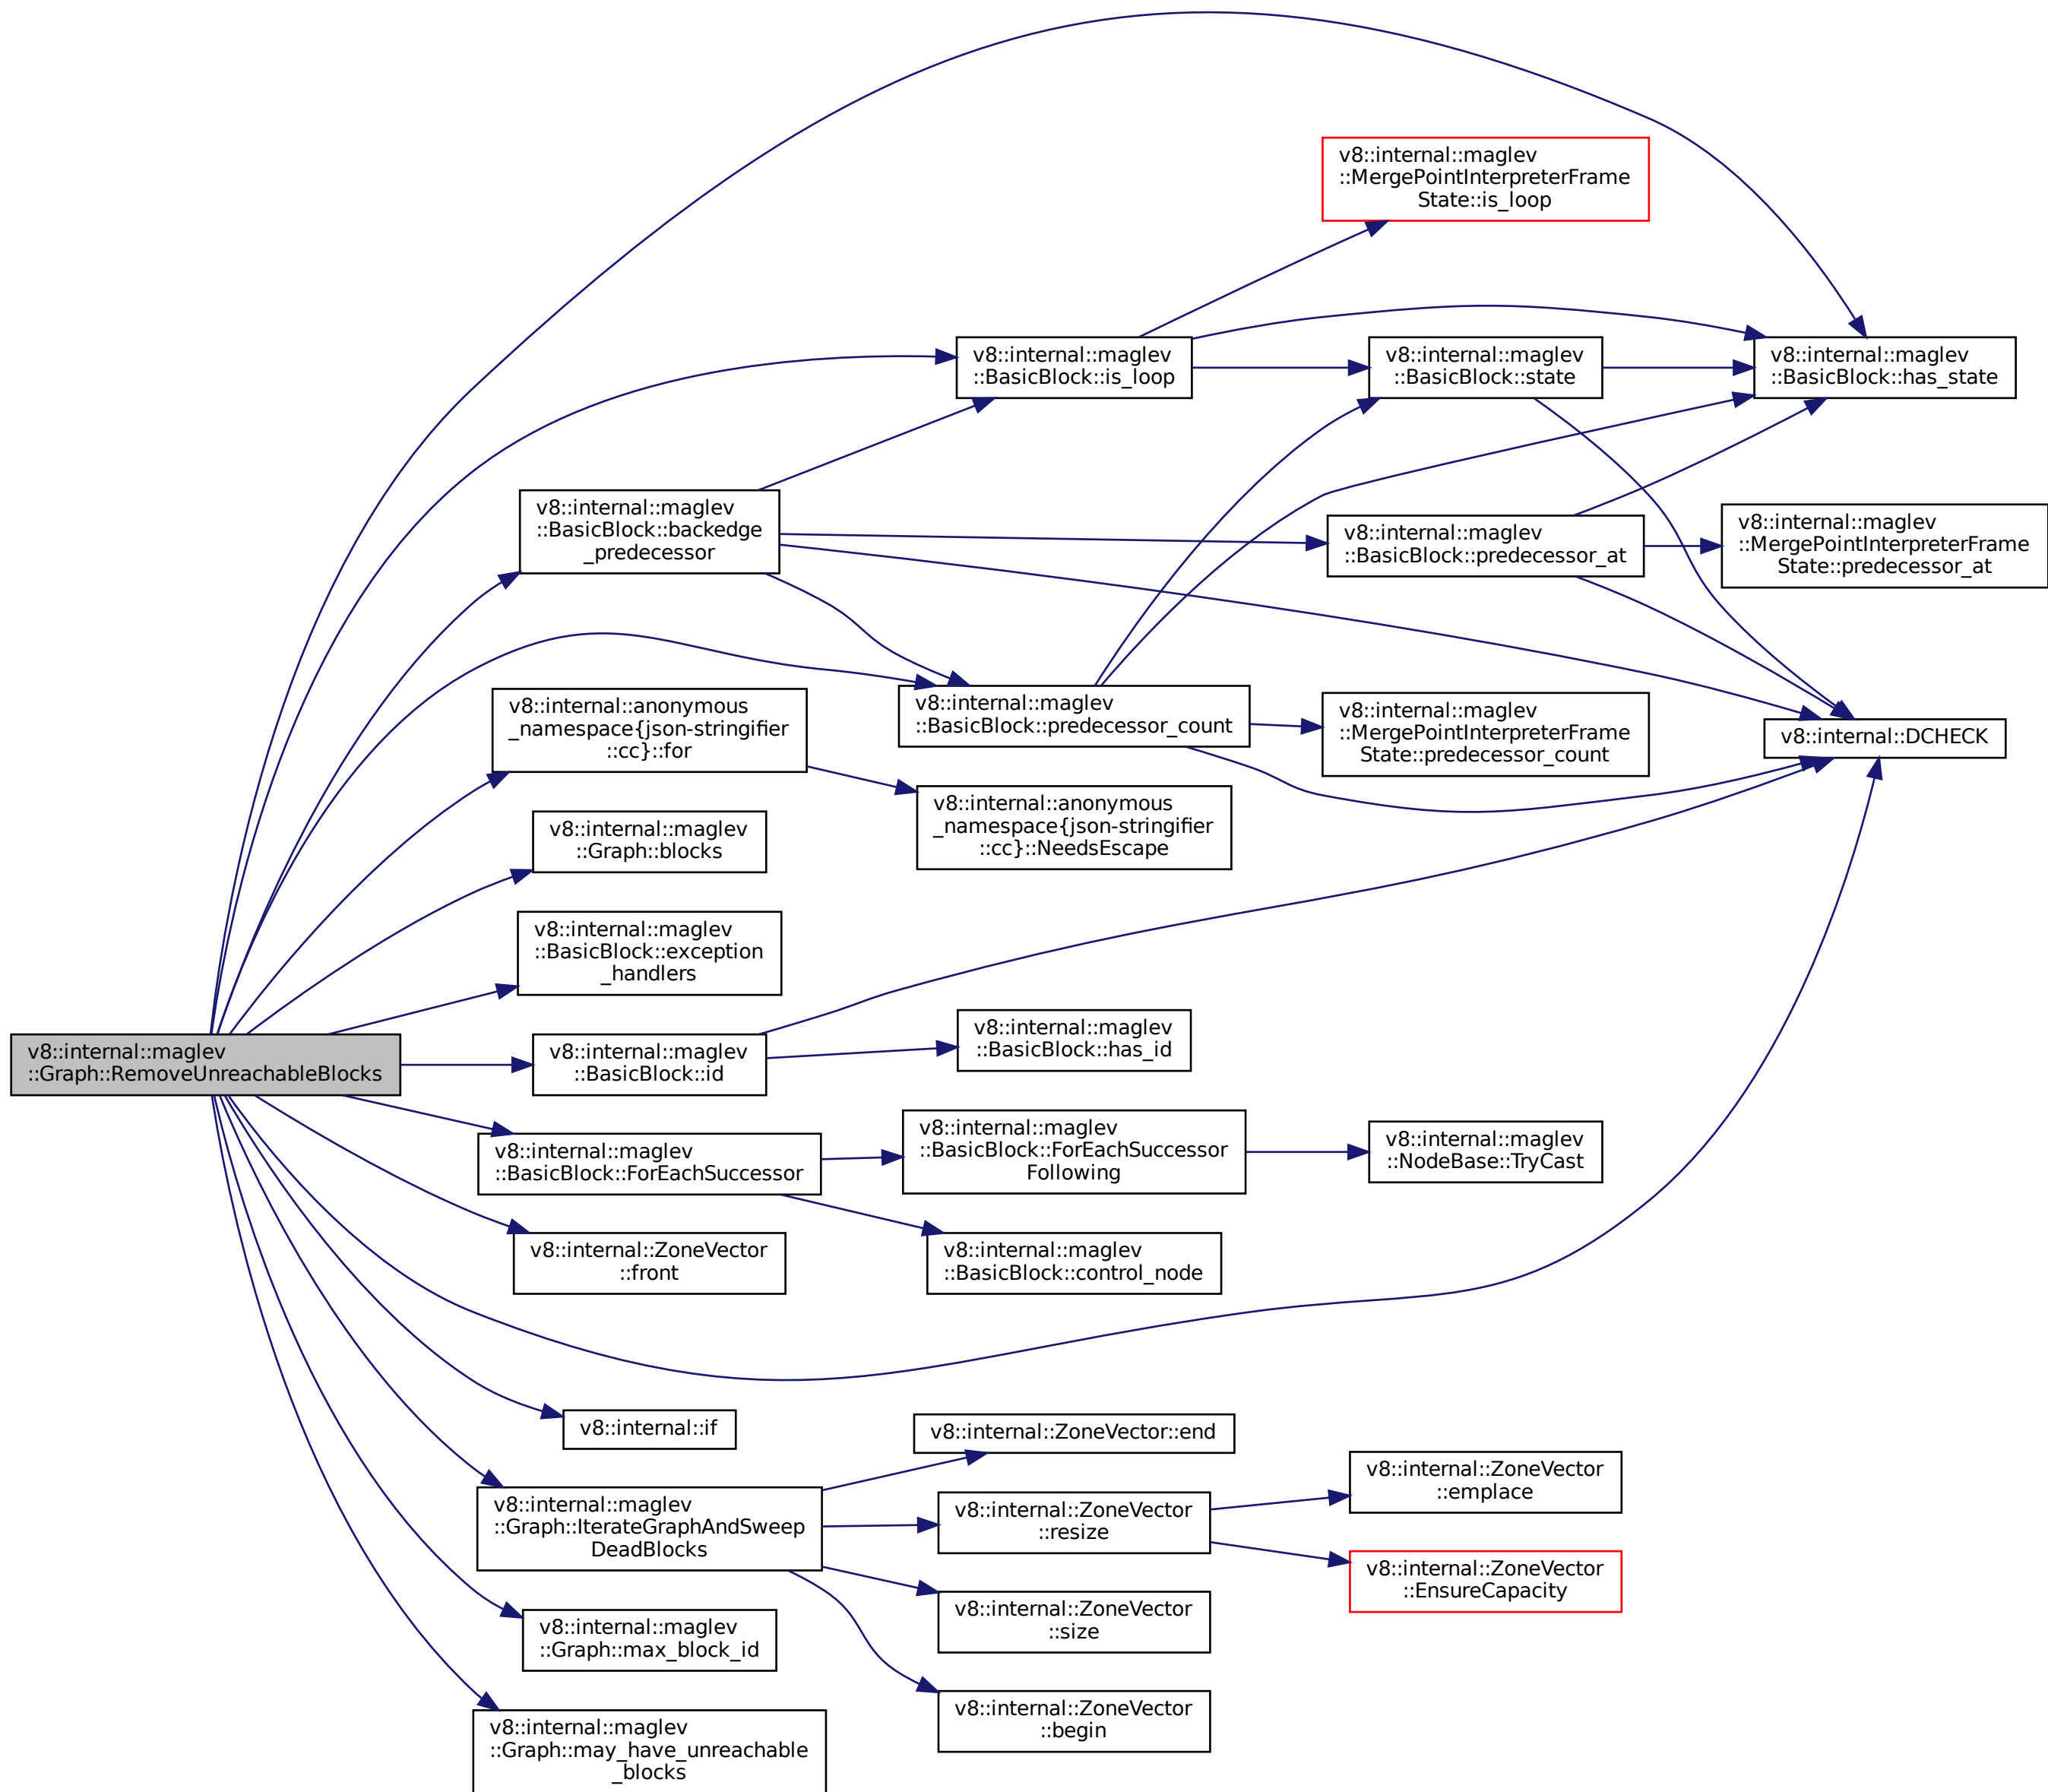 v8::internal::maglev
::MergePointInterpreterFrame
State::is_loop
v8::internal::maglev
::BasicBlock::is_loop
v8::internal::maglev
::BasicBlock::state
v8::internal::maglev
::BasicBlock::has_state
v8::internal::maglev
::BasicBlock::backedge
_predecessor
v8::internal::maglev
::BasicBlock::predecessor_at
v8::internal::maglev
::MergePointInterpreterFrame
State::predecessor_at
v8::internal::anonymous
_namespace{json-stringifier
::cc}::for
v8::internal::maglev
::BasicBlock::predecessor_count
v8::internal::maglev
::MergePointInterpreterFrame
State::predecessor_count
v8::internal::DCHECK
v8::internal::anonymous
_namespace{json-stringifier
::cc}::NeedsEscape
v8::internal::maglev
::Graph::blocks
v8::internal::maglev
::BasicBlock::exception
_handlers
v8::internal::maglev
::Graph::RemoveUnreachableBlocks
v8::internal::maglev
::BasicBlock::id
v8::internal::maglev
::BasicBlock::has_id
v8::internal::maglev
::BasicBlock::ForEachSuccessor
v8::internal::maglev
::BasicBlock::ForEachSuccessor
Following
v8::internal::maglev
::NodeBase::TryCast
v8::internal::ZoneVector
::front
v8::internal::maglev
::BasicBlock::control_node
v8::internal::if
v8::internal::ZoneVector::end
v8::internal::maglev
::Graph::IterateGraphAndSweep
DeadBlocks
v8::internal::ZoneVector
::resize
v8::internal::ZoneVector
::emplace
v8::internal::ZoneVector
::EnsureCapacity
v8::internal::ZoneVector
::size
v8::internal::maglev
::Graph::max_block_id
v8::internal::ZoneVector
::begin
v8::internal::maglev
::Graph::may_have_unreachable
_blocks